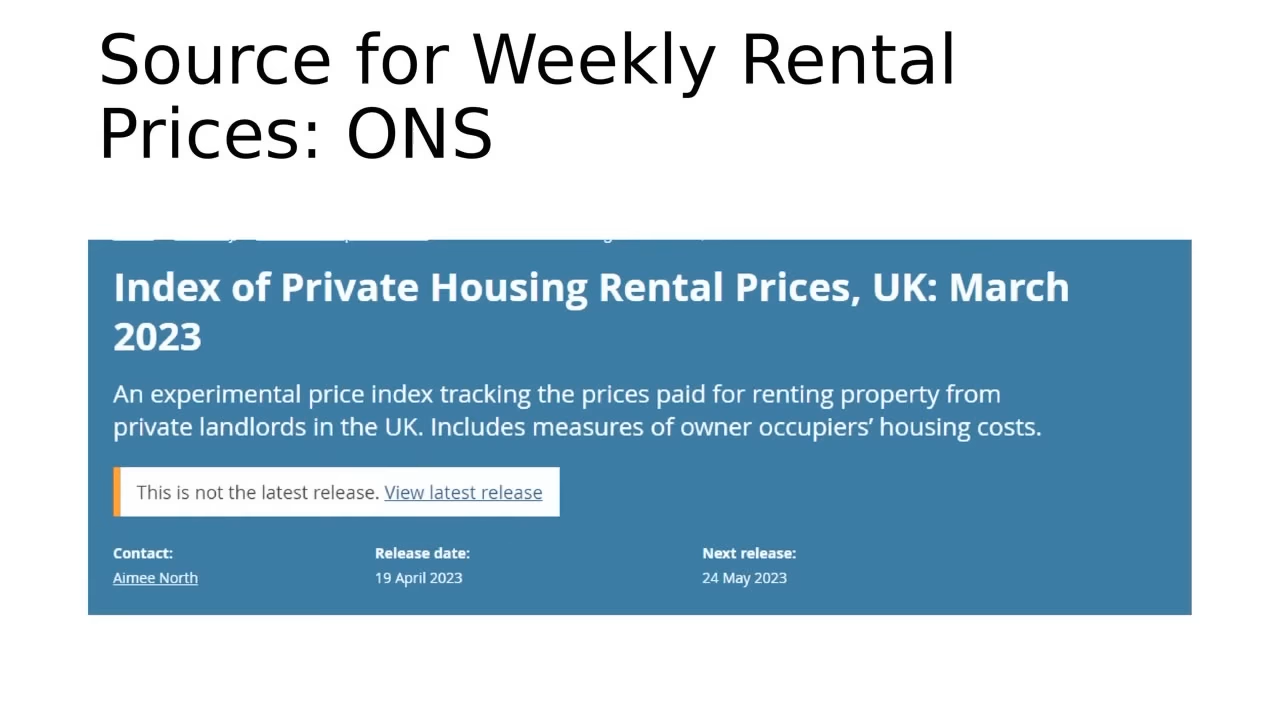 Source for Weekly Rental
Prices: ONS
Index of Private Housing Rental Prices, UK: March
2023
An experimental price index tracking the prices paid for renting property from
private landlords in the UK. Includes measures of owner occupiers’ housing costs.
This is not the latest release. View latest release
Contact:
Release date:
Next release:
Aimee North
19 April 2023
24 May 2023